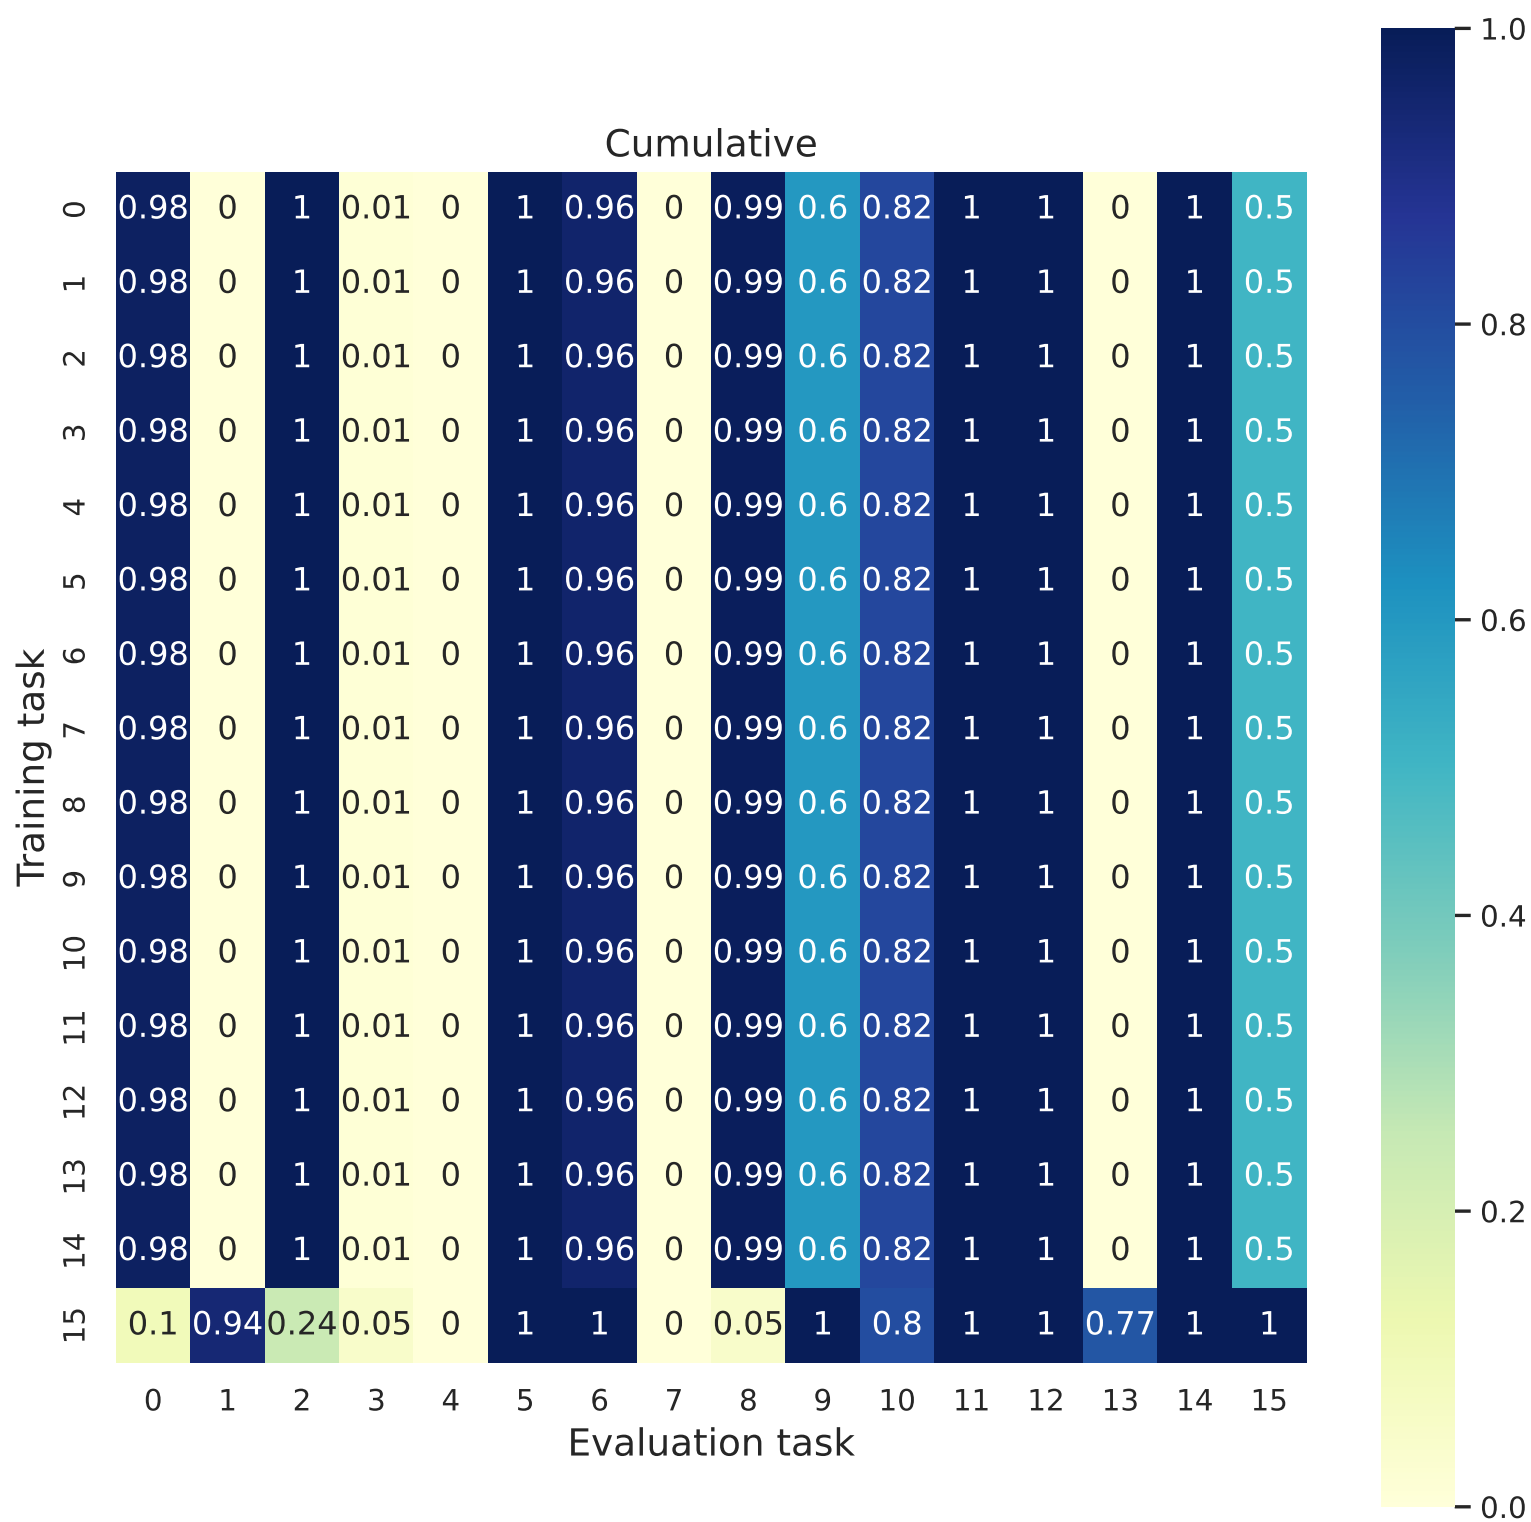 Cumulative
0 0.98 0 1 0.01 0 1 0.96 0 0.99 0.6 0.82 1 1 0 1 0.5
1 0.98 0 1 0.01 0 1 0.96 0 0.99 0.6 0.82 1 1 0 1 0.5
2 0.98 0 1 0.01 0 1 0.96 0 0.99 0.6 0.82 1 1 0 1 0.5
3 0.98 0 1 0.01 0 1 0.96 0 0.99 0.6 0.82 1 1 0 1 0.5
4 0.98 0 1 0.01 0 1 0.96 0 0.99 0.6 0.82 1 1 0 1 0.5
5 0.98 0 1 0.01 0 1 0.96 0 0.99 0.6 0.82 1 1 0 1 0.5
6 0.98 0 1 0.01 0 1 0.96 0 0.99 0.6 0.82 1 1 0 1 0.5
7 0.98 0 1 0.01 0 1 0.96 0 0.99 0.6 0.82 1 1 0 1 0.5
8 0.98 0 1 0.01 0 1 0.96 0 0.99 0.6 0.82 1 1 0 1 0.5
9 0.98 0 1 0.01 0 1 0.96 0 0.99 0.6 0.82 1 1 0 1 0.5
10 0.98 0 1 0.01 0 1 0.96 0 0.99 0.6 0.82 1 1 0 1 0.5
11 0.98 0 1 0.01 0 1 0.96 0 0.99 0.6 0.82 1 1 0 1 0.5
12 0.98 0 1 0.01 0 1 0.96 0 0.99 0.6 0.82 1 1 0 1 0.5
13 0.98 0 1 0.01 0 1 0.96 0 0.99 0.6 0.82 1 1 0 1 0.5
14 0.98 0 1 0.01 0 1 0.96 0 0.99 0.6 0.82 1 1 0 1 0.5
15 0.1 0.94 0.24 0.05 0 1 1 0 0.05 1 0.8 1 1 0.77 1 1
0 1 2 3 4 5 6 7 8 9 10 11 12 13 14 15
Evaluation task
Training task
1.0
0.8
0.6
0.4
0.2
0.0